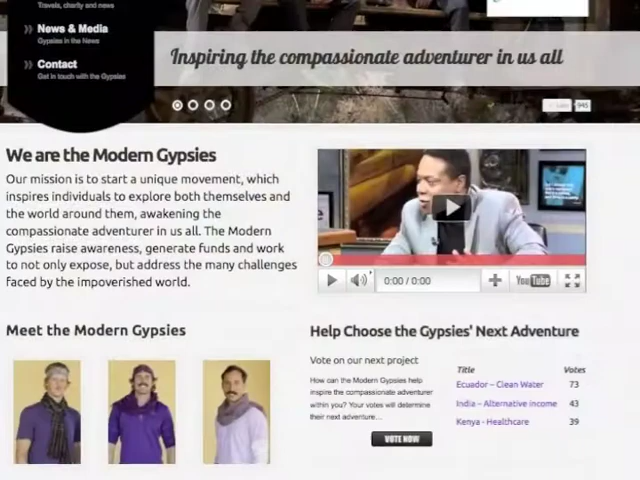 Travels, charity and news
News & Media
Gypsies in the News
Contact
Get in touch with the Gypsies
Inspiring the compassionate adventurer in us all
945
We are the Modern Gypsies
Our mission is to start a unique movement, which
inspires individuals to explore both themselves and
the world around them, awakening the
compassionate adventurer in us all. The Modern
Gypsies raise awareness, generate funds and work
to not only expose, but address the many challenges
faced by the impoverished world.
0:00 / 0:00
YouTube
Meet the Modern Gypsies
Help Choose the Gypsies' Next Adventure
Vote on our next project
How can the Modern Gypsies help
inspire the compassionate adventurer
within you? Your votes will determine
their next adventure...
VOTE NOW
Title Votes
Ecuador – Clean Water 73
India – Alternative Income 43
Kenya - Healthcare 39